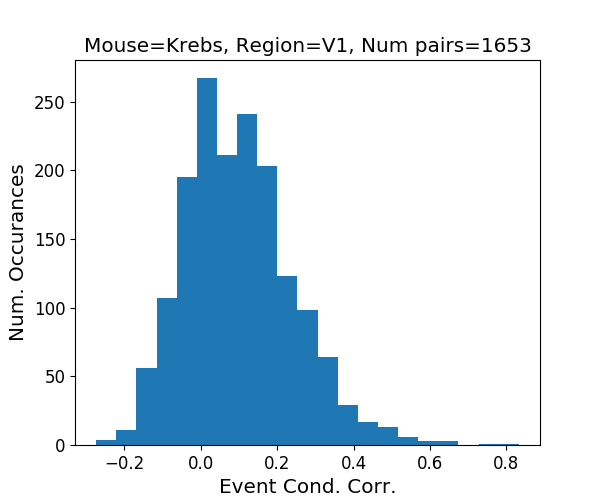 Mouse=Krebs, Region=V1, Num pairs=1653
250
200
150
100
50
0
Num. Occurances
−0.2 0.0 0.2 0.4 0.6 0.8
Event Cond. Corr.